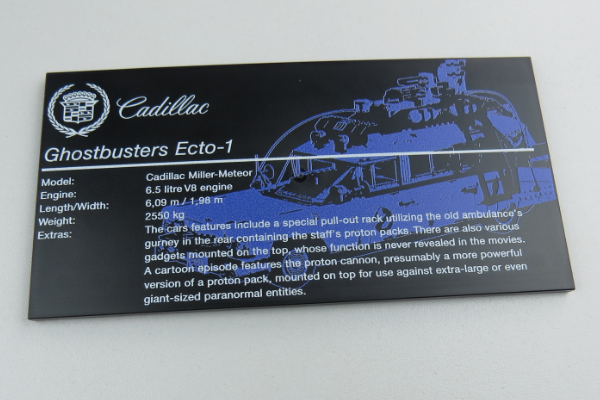 Cadillac
Ghostbusters Ecto-1
Model: Cadillac Miller-Meteor
Engine: 6.5 litre V8 engine
Length/Width: 6,09 m / 1,98 m
Weight: 2550 kg
Extras: The cars features include a special pull-out rack utilizing the old ambulance's
gurney in the rear containing the staff's proton packs. There are also various
gadgets mounted on the top, whose function is never revealed in the movies.
A cartoon episode features the proton cannon, presumably a more powerful
version of a proton pack, mounted on top for use against extra-large or even
giant-sized paranormal entities.